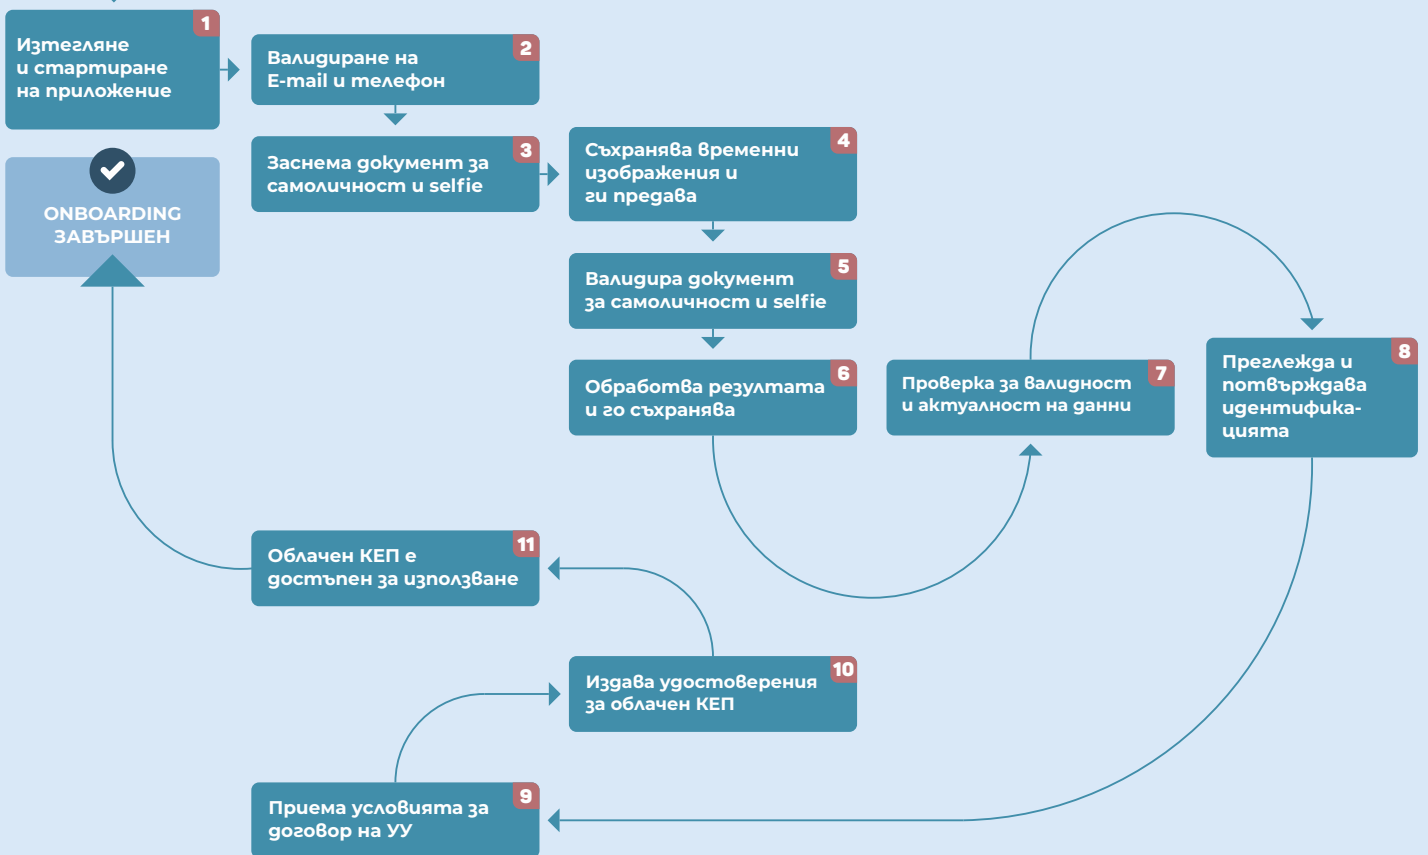 1
Изтегляне
и стартиране
на приложение
2
Валидиране на
E-mail и телефон
3
Заснема документ за
самоличност и selfie
4
Съхранява временни
изображения и
ги предава
ONBOARDING
ЗАВЪРШЕН
5
Валидира документ
за самоличност и selfie
6
Обработва резултата
и го съхранява
7
Проверка за валидност
и актуалност на данни
8
Преглежда и
потвърждава
идентифика-
цията
11
Облачен КЕП е
достъпен за използване
10
Издава удостоверения
за облачен КЕП
9
Приема условията за
договор на УУ